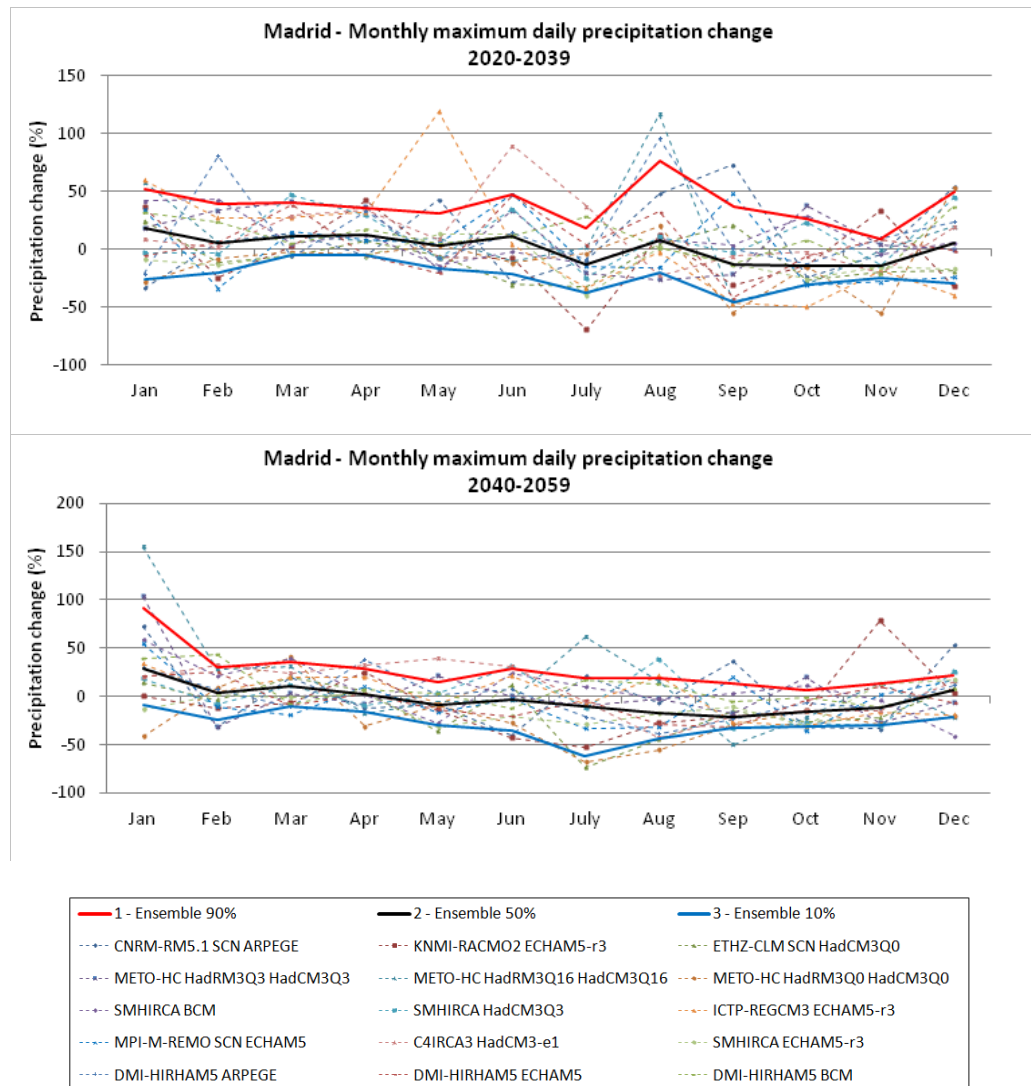 Madrid - Monthly maximum daily precipitation change
2020-2039
150
100
50
0
-50
-100
Precipitation change (%)
Jan Feb Mar Apr May Jun July Aug Sep Oct Nov Dec
Madrid - Monthly maximum daily precipitation change
2040-2059
200
150
100
50
0
-50
-100
Precipitation change (%)
Jan Feb Mar Apr May Jun July Aug Sep Oct Nov Dec
1 - Ensemble 90% 2 - Ensemble 50% 3 - Ensemble 10%
CNRM-RM5.1 SCN ARPEGE KNMI-RACMO2 ECHAM5-r3 ETHZ-CLM SCN HadCM3Q0
METO-HC HadRM3Q3 HadCM3Q3 METO-HC HadRM3Q16 HadCM3Q16 METO-HC HadRM3Q0 HadCM3Q0
SMHIRCA BCM SMHIRCA HadCM3Q3 ICTP-REGCM3 ECHAM5-r3
MPI-M-REMO SCN ECHAM5 C4IRCA3 HadCM3-e1 SMHIRCA ECHAM5-r3
DMI-HIRHAM5 ARPEGE DMI-HIRHAM5 ECHAM5 DMI-HIRHAM5 BCM